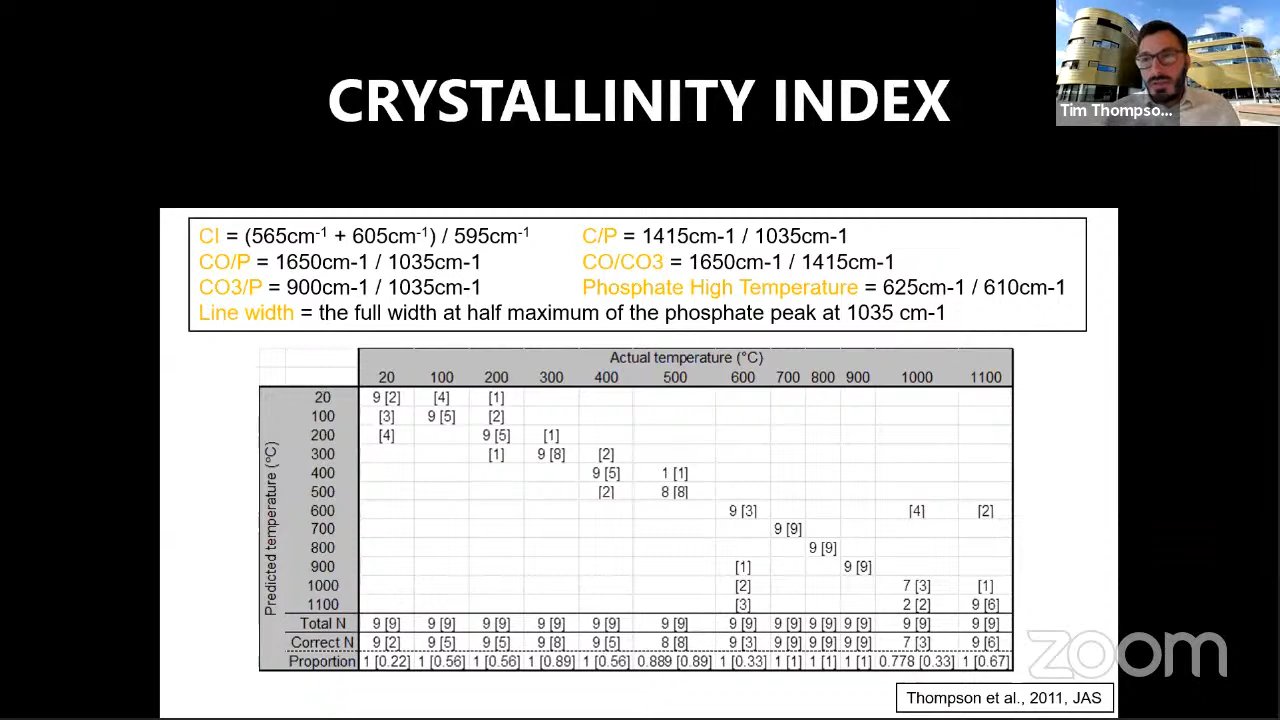 CRYSTALLINITY INDEX
Tim Thompso...
CI = (565cm-1 + 605cm-1) / 595cm-1 C/P = 1415cm-1 / 1035cm-1
CO/P = 1650cm-1 / 1035cm-1 CO/CO3 = 1650cm-1 / 1415cm-1
CO3/P = 900cm-1 / 1035cm-1 Phosphate High Temperature = 625cm-1 / 610cm-1
Line width = the full width at half maximum of the phosphate peak at 1035 cm-1
Actual temperature (°C)
20 100 200 300 400 500 600 700 800 900 1000 1100
Predicted temperature (°C)
20 9 [2] [4] [1]
100 [3] 9 [5] [2]
200 [4] 9 [5] [1]
300 [1] 9 [8] [2]
400 9 [5] 1 [1]
500 [2] 8 [8]
600 9 [3] [4] [2]
700 9 [9]
800 9 [9]
900 [1] 9 [9]
1000 [2] 7 [3] [1]
1100 [3] 2 [2] 9 [6]
Total N 9 [9] 9 [9] 9 [9] 9 [9] 9 [9] 9 [9] 9 [9] 9 [9] 9 [9] 9 [9] 9 [9] 9 [9]
Correct N 9 [2] 9 [5] 9 [5] 9 [8] 9 [5] 8 [8] 9 [3] 9 [9] 9 [9] 9 [9] 7 [3] 9 [6]
Proportion 1 [0.22] 1 [0.56] 1 [0.56] 1 [0.89] 1 [0.56] 0.889 [0.89] 1 [0.33] 1 [1] 1 [1] 1 [1] 0.778 [0.33] 1 [0.67]
zoom
Thompson et al., 2011, JAS